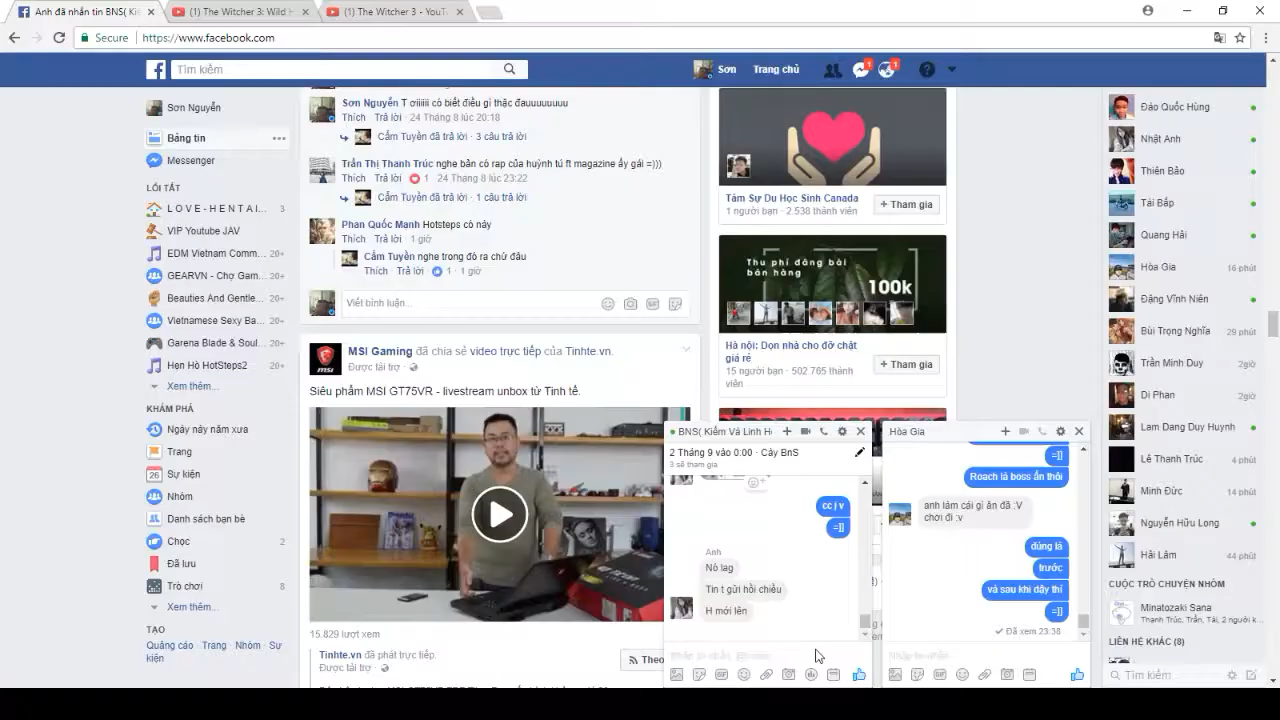 Anh đã nhắn tin BNS( Kiế
(1) The Witcher 3: Wild H
(1) The Witcher 3 - YouTu
Secure
https://www.facebook.com
Tìm kiếm
Sơn
Trang chủ
1
1
Sơn Nguyễn
Bảng tin
Messenger
LỐI TẮT
L O V E - H E N T A I...
3
VIP Youtube JAV
EDM Vietnam Comm...
20+
GEARVN - Chợ Gam...
20+
Beauties And Gentle...
20+
Vietnamese Sexy Ba...
20+
Garena Blade & Soul...
20+
Hẹn Hò HotSteps2
20+
Xem thêm...
KHÁM PHÁ
Ngày này năm xưa
Trang
26
Sự kiện
Nhóm
Danh sách bạn bè
Chọc
2
Đã lưu
Trò chơi
8
Xem thêm...
TẠO
Quảng cáo · Trang · Nhóm · Sự
kiện
Sơn Nguyễn T ơiiiiii có biết điều gì thặc đauuuuuuuu
Thích · Trả lời · 24 Tháng 8 lúc 20:18
Cẩm Tuyền đã trả lời · 3 câu trả lời
Trần Thị Thanh Trúc nghe bản có rap của huỳnh tú ft magazine ấy gái =)))
Thích · Trả lời · 1 · 24 Tháng 8 lúc 23:22
Cẩm Tuyền đã trả lời · 1 câu trả lời
Phan Quốc Mạnh Hotsteps có này
Thích · Trả lời · 1 giờ
Cẩm Tuyền nghe trong đó ra chứ đâu
Thích · Trả lời · 1 · 1 giờ
Viết bình luận...
MSI Gaming đã chia sẻ video trực tiếp của Tinhte.vn.
Được tài trợ ·
Siêu phẩm MSI GT75VR - livestream unbox từ Tinh tế.
15.829 lượt xem
Tinhte.vn đã phát trực tiếp.
Được tài trợ ·
Theo
Tâm Sự Du Học Sinh Canada
1 người bạn · 2.538 thành viên
+ Tham gia
Thu phí đăng bài
bán hàng
100k
Hà nội: Dọn nhà cho đỡ chật
giá rẻ
15 người bạn · 502.765 thành
viên
+ Tham gia
BNS( Kiếm Và Linh H
2 Tháng 9 vào 0:00 · Cày BnS
3 sẽ tham gia
cc j v
=]]
Anh
Nó lag
Tin t gửi hồi chiều
H mới lên
Hòa Gia
=]]
Roach là boss ẩn thôi
anh làm cái gì ăn đã :V
chơi đi :v
đúng là
trước
và sau khi dậy thì
=]]
Đã xem 23:38
Đào Quốc Hùng
Nhật Anh
Thiên Bảo
Tài Bắp
Quang Hải
Hòa Gia
16 phút
Đặng Vĩnh Niên
Bùi Trọng Nghĩa
29 phút
Trần Minh Duy
2giờ
Di Phan
2giờ
Lam Dang Duy Huynh
Lê Thanh Trúc
4 phút
Minh Đức
14 phút
Nguyễn Hữu Long
Hải Lâm
44 phút
CUỘC TRÒ CHUYỆN NHÓM
Minatozaki Sana
Thanh Trúc, Trần, Tài, 2 người k...
LIÊN HỆ KHÁC (8)
Tìm kiếm